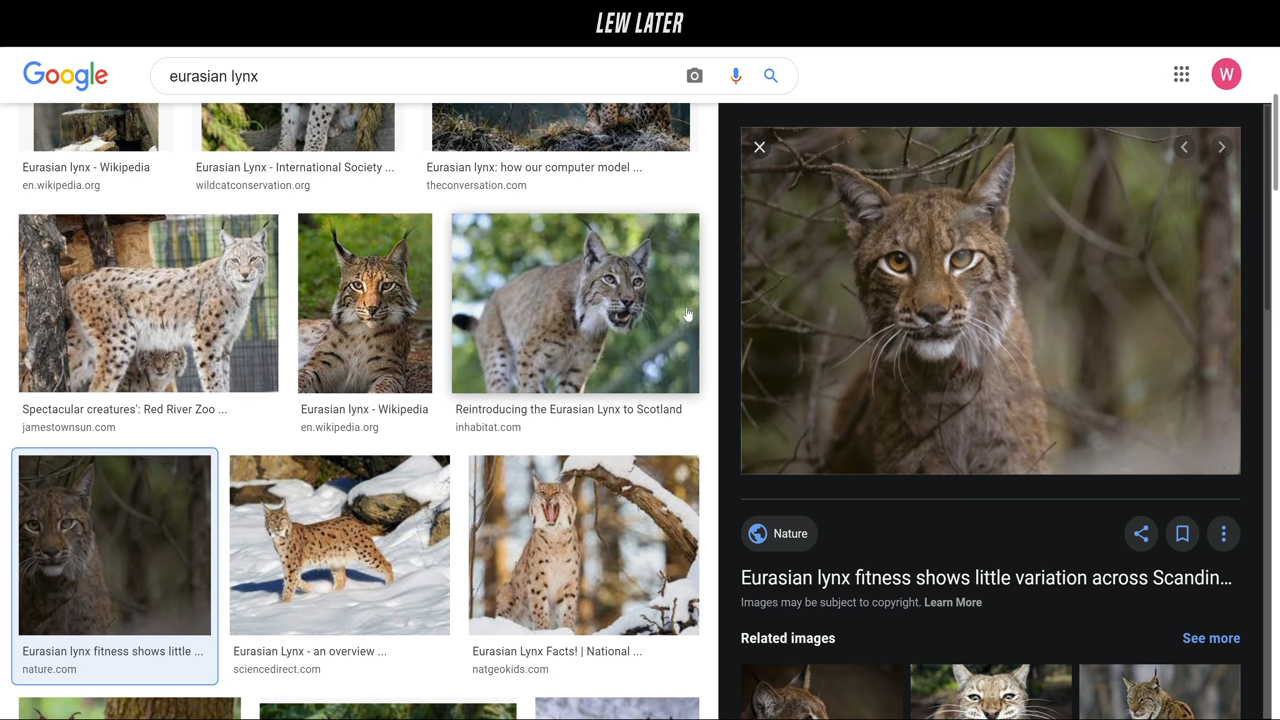 LEW LATER
Google
eurasian lynx
W
Eurasian lynx - Wikipedia
en.wikipedia.org
Eurasian Lynx - International Society ...
wildcatconservation.org
Eurasian lynx: how our computer model ...
theconversation.com
Spectacular creatures': Red River Zoo ...
jamestownsun.com
Eurasian lynx - Wikipedia
en.wikipedia.org
Reintroducing the Eurasian Lynx to Scotland
inhabitat.com
Eurasian lynx fitness shows little ...
nature.com
Eurasian Lynx - an overview ...
sciencedirect.com
Eurasian Lynx Facts! | National ...
natgeokids.com
Nature
Eurasian lynx fitness shows little variation across Scandin...
Images may be subject to copyright. Learn More
Related images
See more